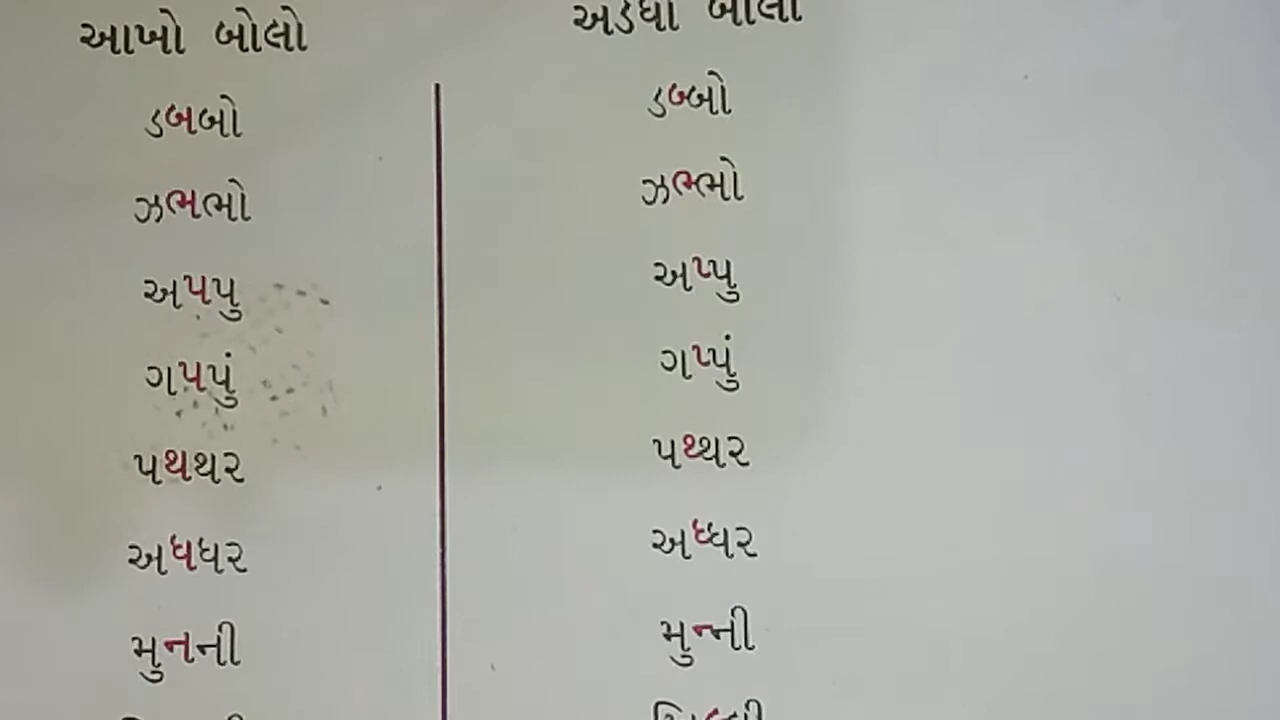 આખો બોલો અડધો બોલો
ડબબો ડબ્બો
ઝભભો ઝભ્ભો
અપપુ અપ્પુ
ગપપું ગપ્પું
પથથર પથ્થર
અધધર અધ્ધર
મુનની મુન્ની